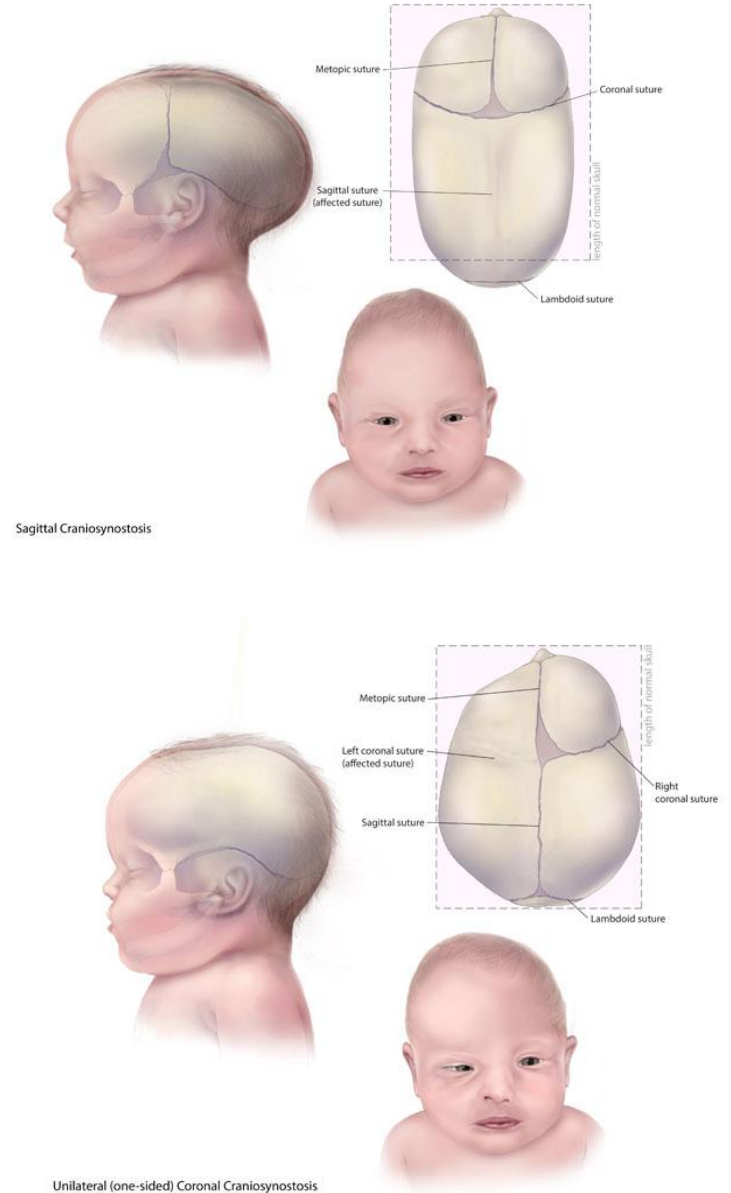 Metopic suture
Coronal suture
Sagittal suture
(affected suture)
length of normal skull
Lambdoid suture
Sagittal Craniosynostosis
length of normal skull
Metopic suture
Left coronal suture
(affected suture)
Right
coronal suture
Sagittal suture
Lambdoid suture
Unilateral (one-sided) Coronal Craniosynostosis